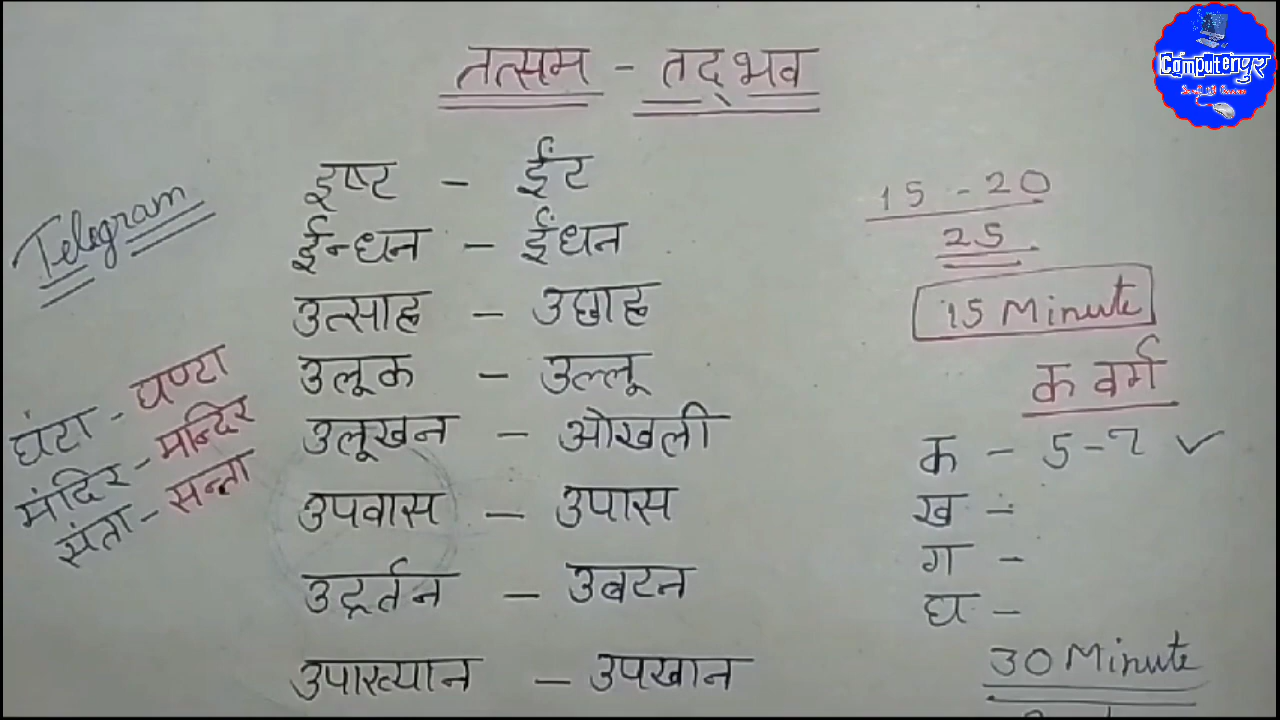 तत्सम - तद्भव
इष्ट - ईंट
ईन्धन - ईंधन
उत्साह - उछाह
उलूक - उल्लू
उलूखन - ओखली
उपवास - उपास
उद्वर्तन - उबटन
उपाख्यान - उपखान
Telegram
घंटा - घण्टा
मंदिर - मन्दिर
संता - सन्ता
15 - 20
25
15 Minute
क वर्ग
क - 5-7 ✓
ख -
ग -
घ -
30 Minute
Computerगुर